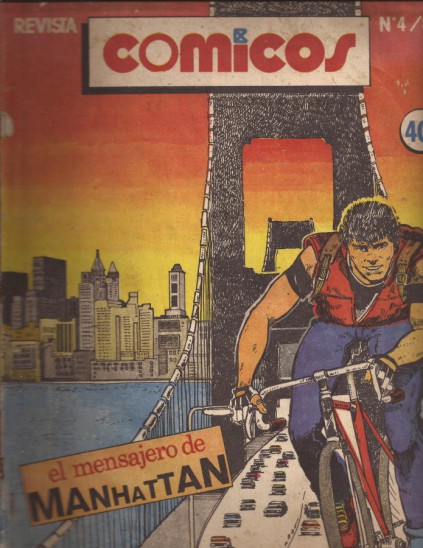 REVISTA
COMICOS
Nº4/
40
el mensajero de
MANHATTAN